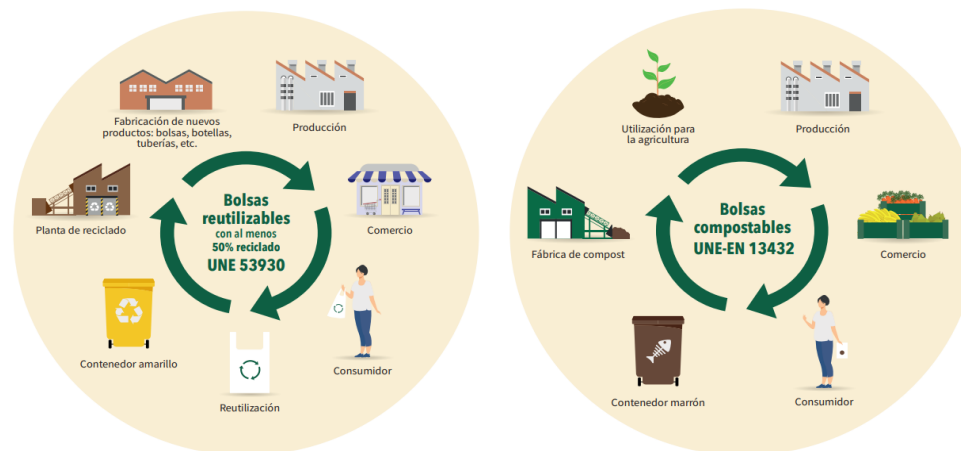 Fabricación de nuevos
productos: bolsas, botellas,
tuberías, etc.
Producción
Planta de reciclado
Bolsas
reutilizables
con al menos
50% reciclado
UNE 53930
Comercio
Contenedor amarillo
Reutilización
Consumidor
Utilización para
la agricultura
Producción
Fábrica de compost
Bolsas
compostables
UNE-EN 13432
Comercio
Contenedor marrón
Consumidor